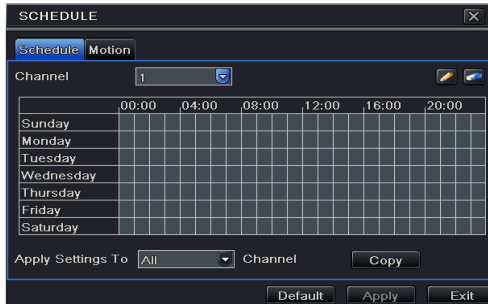 SCHEDULE
Schedule Motion
Channel 1
00:00 04:00 08:00 12:00 16:00 20:00
Sunday
Monday
Tuesday
Wednesday
Thursday
Friday
Saturday
Apply Settings To All Channel Copy
Default Apply Exit